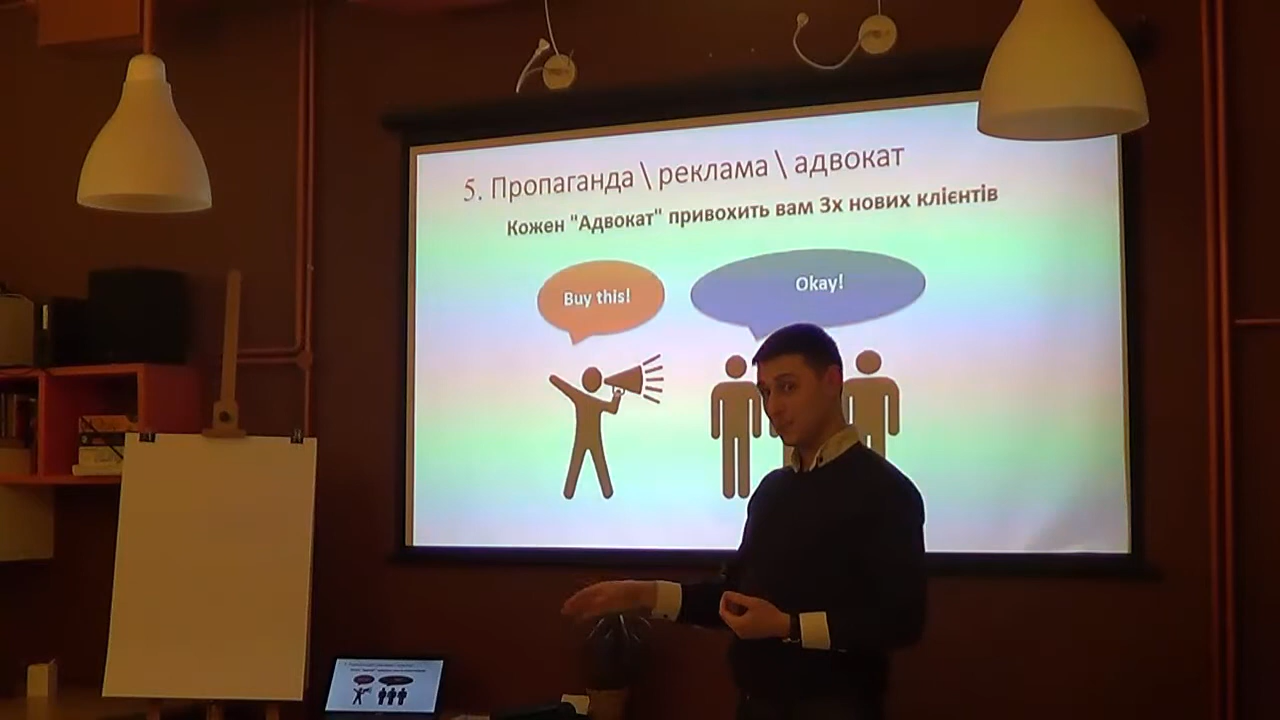 5. Пропаганда \ реклама \ адвокат
Кожен "Адвокат" привохить вам 3х нових клієнтів
Buy this!
Okay!